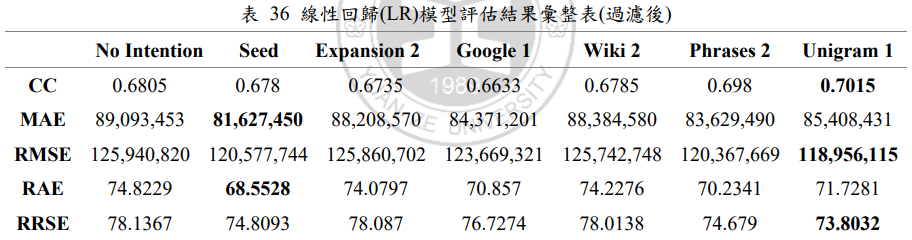 表 36 線性回歸(LR)模型評估結果彙整表(過濾後)
No Intention Seed Expansion 2 Google 1 Wiki 2 Phrases 2 Unigram 1
CC 0.6805 0.678 0.6735 0.6633 0.6785 0.698 0.7015
MAE 89,093,453 81,627,450 88,208,570 84,371,201 88,384,580 83,629,490 85,408,431
RMSE 125,940,820 120,577,744 125,860,702 123,669,321 125,742,748 120,367,669 118,956,115
RAE 74.8229 68.5528 74.0797 70.857 74.2276 70.2341 71.7281
RRSE 78.1367 74.8093 78.087 76.7274 78.0138 74.679 73.8032